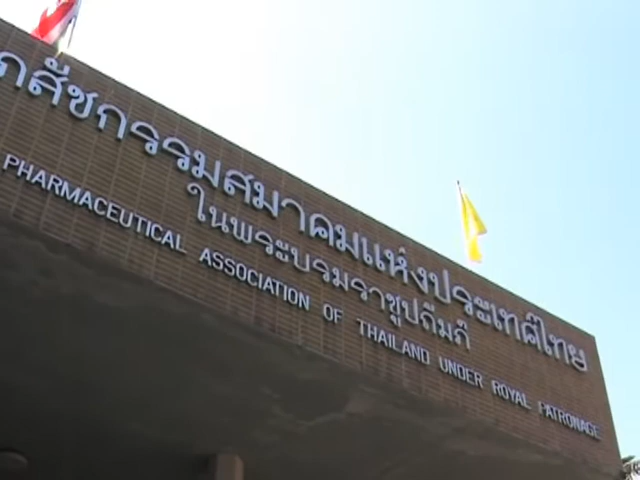 ภสัชกรรมสมาคมแห่งประเทศไทย
ในพระบรมราชูปถัมภ์
PHARMACEUTICAL ASSOCIATION OF THAILAND UNDER ROYAL PATRONAGE